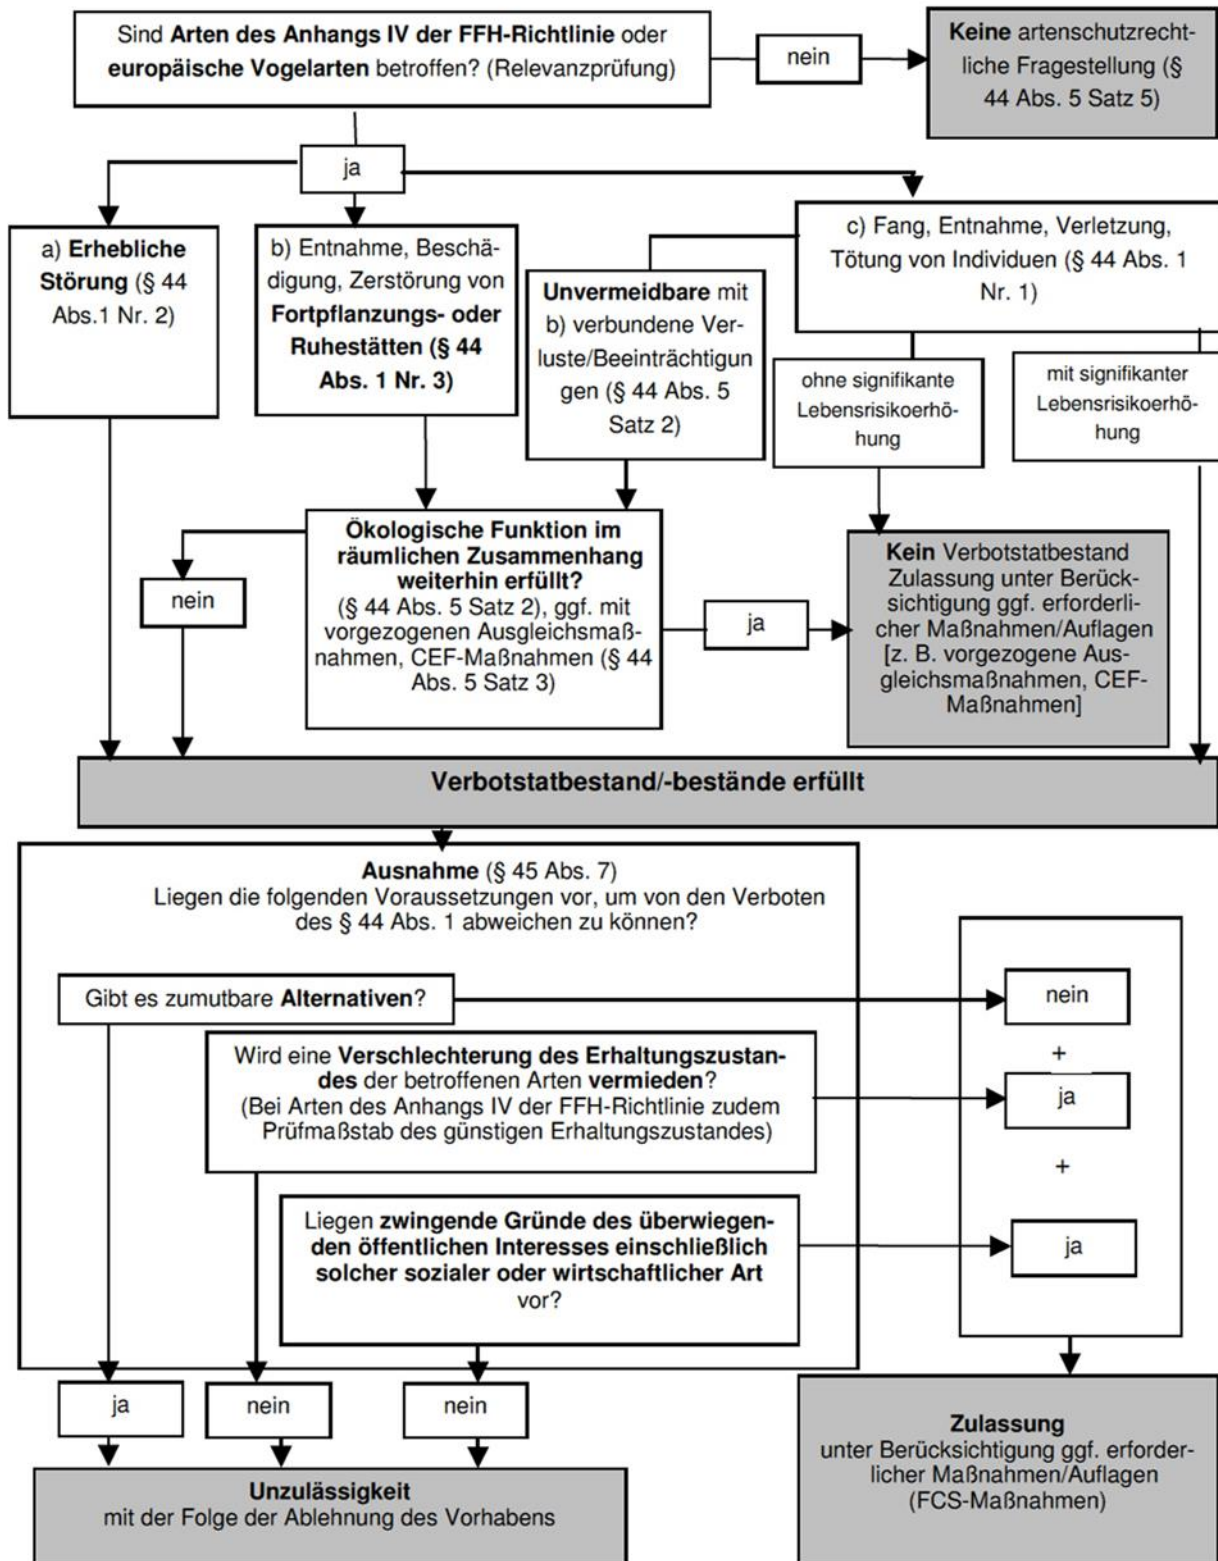 Sind Arten des Anhangs IV der FFH-Richtlinie oder
europäische Vogelarten betroffen? (Relevanzprüfung)
nein
Keine artenschutzrecht-
liche Fragestellung (§
44 Abs. 5 Satz 5)
ja
a) Erhebliche
Störung (§ 44
Abs.1 Nr. 2)
b) Entnahme, Beschä-
digung, Zerstörung von
Fortpflanzungs- oder
Ruhestätten (§ 44
Abs. 1 Nr. 3)
Unvermeidbare mit
b) verbundene Ver-
luste/Beeinträchtigun
gen (§ 44 Abs. 5
Satz 2)
c) Fang, Entnahme, Verletzung,
Tötung von Individuen (§ 44 Abs. 1
Nr. 1)
ohne signifikante
Lebensrisikoerhö-
hung
mit signifikanter
Lebensrisikoerhö-
hung
Ökologische Funktion im
räumlichen Zusammenhang
weiterhin erfüllt?
(§ 44 Abs. 5 Satz 2), ggf. mit
vorgezogenen Ausgleichsmaß-
nahmen, CEF-Maßnahmen (§ 44
Abs. 5 Satz 3)
nein
ja
Kein Verbotstatbestand
Zulassung unter Berück-
sichtigung ggf. erforderli-
cher Maßnahmen/Auflagen
[z. B. vorgezogene Aus-
gleichsmaßnahmen, CEF-
Maßnahmen]
Verbotstatbestand/-bestände erfüllt
Ausnahme (§ 45 Abs. 7)
Liegen die folgenden Voraussetzungen vor, um von den Verboten
des § 44 Abs. 1 abweichen zu können?
Gibt es zumutbare Alternativen?
nein
+
Wird eine Verschlechterung des Erhaltungszustan-
des der betroffenen Arten vermieden?
(Bei Arten des Anhangs IV der FFH-Richtlinie zudem
Prüfmaßstab des günstigen Erhaltungszustandes)
ja
+
Liegen zwingende Gründe des überwiegen-
den öffentlichen Interesses einschließlich
solcher sozialer oder wirtschaftlicher Art
vor?
ja
ja
nein
nein
Unzulässigkeit
mit der Folge der Ablehnung des Vorhabens
Zulassung
unter Berücksichtigung ggf. erforder-
licher Maßnahmen/Auflagen
(FCS-Maßnahmen)